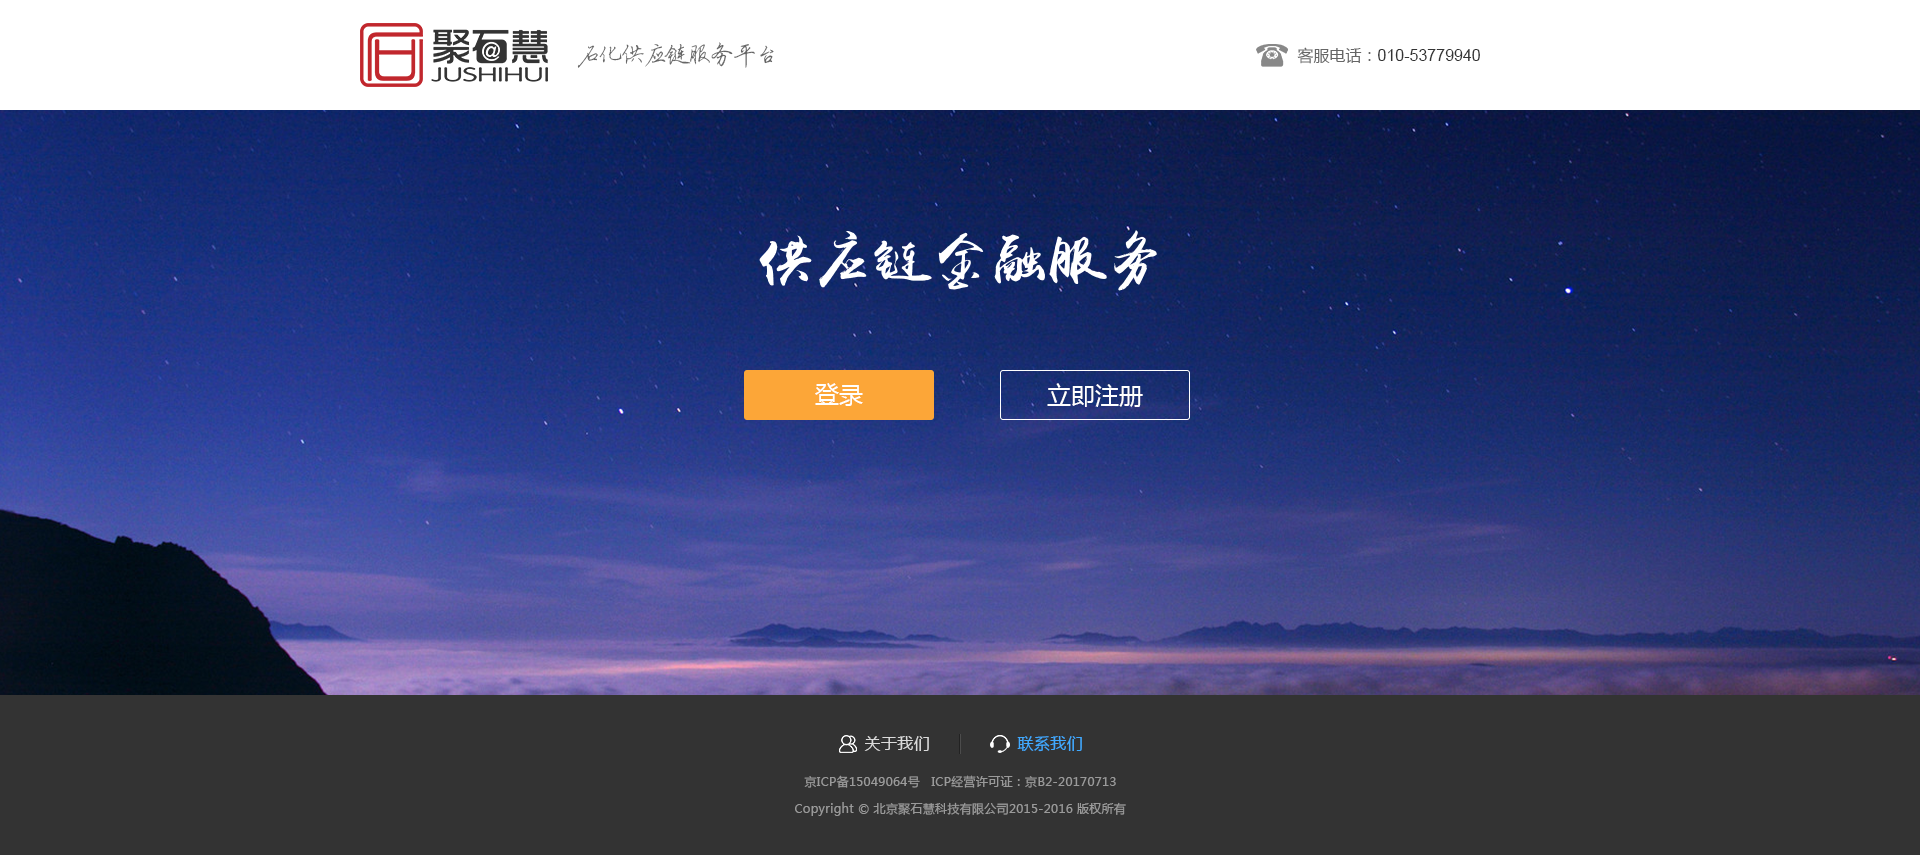 聚石慧
JUSHIHUI
石化供应链服务平台
客服电话：010-53779940
供应链金融服务
登录
立即注册
关于我们
联系我们
京ICP备15049064号 ICP经营许可证：京B2-20170713
Copyright © 北京聚石慧科技有限公司2015-2016 版权所有